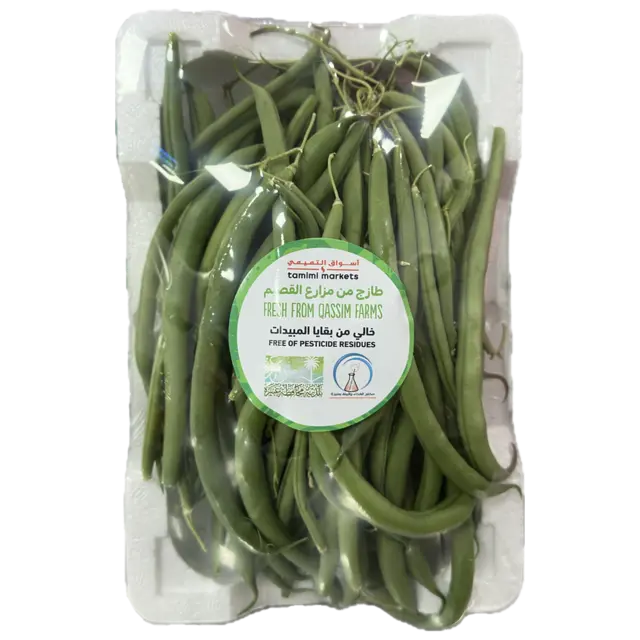 أسواق التميمي
tamimi markets
طازج من مزارع القصيم
FRESH FROM QASSIM FARMS
خالي من بقايا المبيدات
FREE OF PESTICIDE RESIDUES